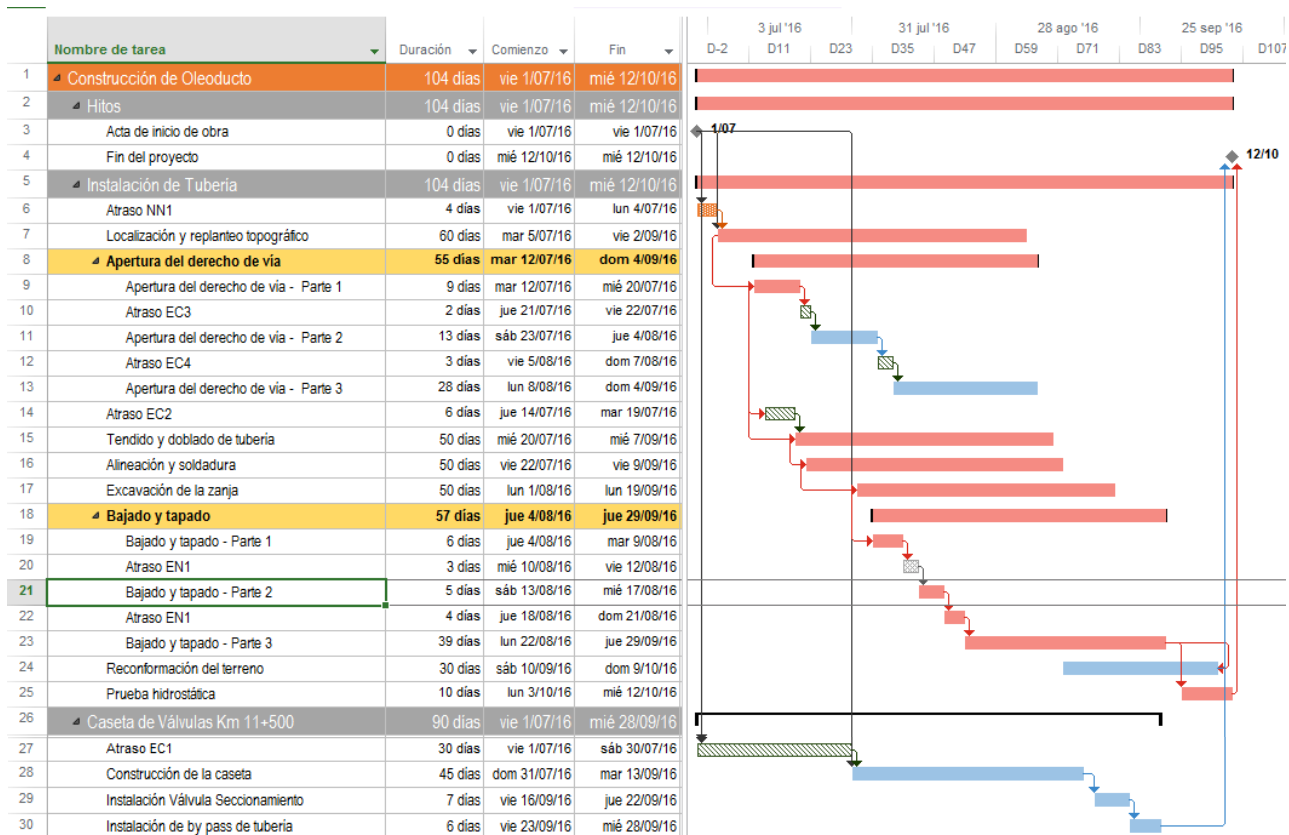 3 jul '16 31 jul '16 28 ago '16 25 sep '16
Nombre de tarea Duración Comienzo Fin D-2 D11 D23 D35 D47 D59 D71 D83 D95 D107
1 Construcción de Oleoducto 104 días vie 1/07/16 mié 12/10/16
2 Hitos 104 días vie 1/07/16 mié 12/10/16
3 Acta de inicio de obra 0 días vie 1/07/16 vie 1/07/16 1/07
4 Fin del proyecto 0 días mié 12/10/16 mié 12/10/16 12/10
5 Instalación de Tubería 104 días vie 1/07/16 mié 12/10/16
6 Atraso NN1 4 días vie 1/07/16 lun 4/07/16
7 Localización y replanteo topográfico 60 días mar 5/07/16 vie 2/09/16
8 Apertura del derecho de vía 55 días mar 12/07/16 dom 4/09/16
9 Apertura del derecho de vía - Parte 1 9 días mar 12/07/16 mié 20/07/16
10 Atraso EC3 2 días jue 21/07/16 vie 22/07/16
11 Apertura del derecho de vía - Parte 2 13 días sáb 23/07/16 jue 4/08/16
12 Atraso EC4 3 días vie 5/08/16 dom 7/08/16
13 Apertura del derecho de vía - Parte 3 28 días lun 8/08/16 dom 4/09/16
14 Atraso EC2 6 días jue 14/07/16 mar 19/07/16
15 Tendido y doblado de tubería 50 días mié 20/07/16 mié 7/09/16
16 Alineación y soldadura 50 días vie 22/07/16 vie 9/09/16
17 Excavación de la zanja 50 días lun 1/08/16 lun 19/09/16
18 Bajado y tapado 57 días jue 4/08/16 jue 29/09/16
19 Bajado y tapado - Parte 1 6 días jue 4/08/16 mar 9/08/16
20 Atraso EN1 3 días mié 10/08/16 vie 12/08/16
21 Bajado y tapado - Parte 2 5 días sáb 13/08/16 mié 17/08/16
22 Atraso EN1 4 días jue 18/08/16 dom 21/08/16
23 Bajado y tapado - Parte 3 39 días lun 22/08/16 jue 29/09/16
24 Reconformación del terreno 30 días sáb 10/09/16 dom 9/10/16
25 Prueba hidrostática 10 días lun 3/10/16 mié 12/10/16
26 Caseta de Válvulas Km 11+500 90 días vie 1/07/16 mié 28/09/16
27 Atraso EC1 30 días vie 1/07/16 sáb 30/07/16
28 Construcción de la caseta 45 días dom 31/07/16 mar 13/09/16
29 Instalación Válvula Seccionamiento 7 días vie 16/09/16 jue 22/09/16
30 Instalación de by pass de tubería 6 días vie 23/09/16 mié 28/09/16